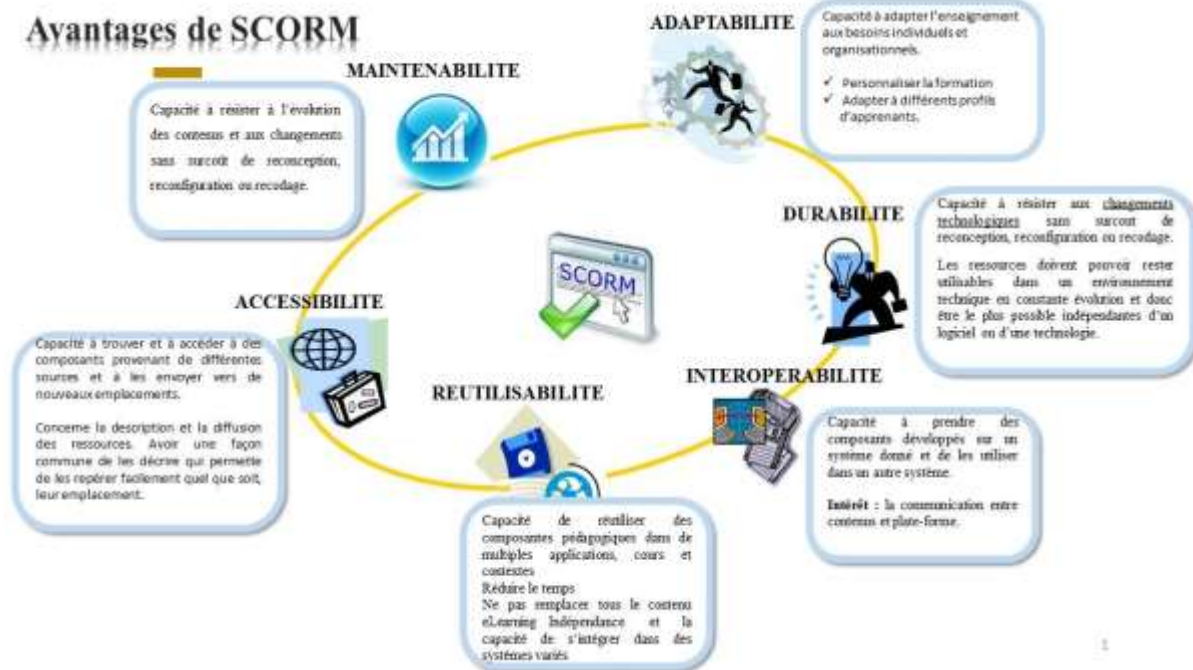 Avantages de SCORM
MAINTENABILITE
Capacité à résister à l'évolution
des contenus et aux changements
sans surcoût de reconception,
reconfiguration ou recodage.
ADAPTABILITE
Capacité à adapter l'enseignement
aux besoins individuels et
organisationnels.
✓ Personnaliser la formation
✓ Adapter à différents profils
d'apprenants.
DURABILITE
Capacité à résister aux changements
technologiques sans surcout de
reconception, reconfiguration ou recodage.
Les ressources doivent pouvoir rester
utilisables dans un environnement
technique en constante évolution et donc
être le plus possible indépendantes d'un
logiciel ou d'une technologie.
SCORM
ACCESSIBILITE
Capacité à trouver et à accéder à des
composants provenant de différentes
sources et à les envoyer vers de
nouveaux emplacements.
Concerne la description et la diffusion
des ressources. Avoir une façon
commune de les décrire qui permette
de les repérer facilement quel que soit,
leur emplacement.
REUTILISABILITE
Capacité de réutiliser des
composantes pédagogiques dans de
multiples applications, cours et
contextes
Réduire le temps
Ne pas remplacer tous le contenu
eLearning Indépendance et la
capacité de s'intégrer dans des
systèmes variés
INTEROPERABILITE
Capacité à prendre des
composants développés sur un
système donné et de les utiliser
dans un autre système.
Intérêt : la communication entre
contenus et plate-forme.
1